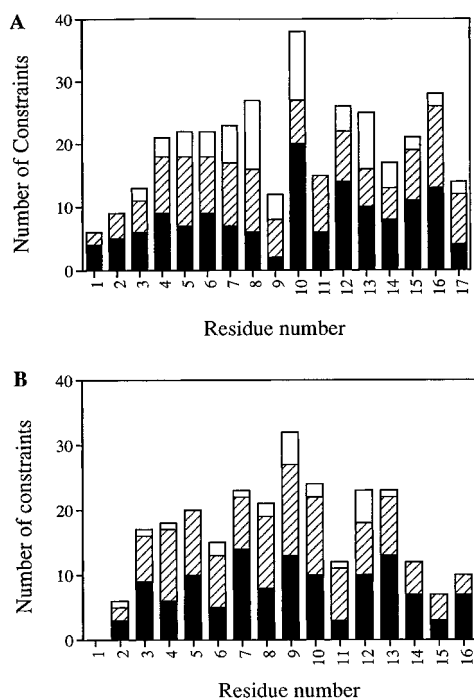 A
Number of Constraints
40
30
20
10
0
1 2 3 4 5 6 7 8 9 10 11 12 13 14 15 16 17
Residue number
B
Number of constraints
40
30
20
10
0
1 2 3 4 5 6 7 8 9 10 11 12 13 14 15 16
Residue number